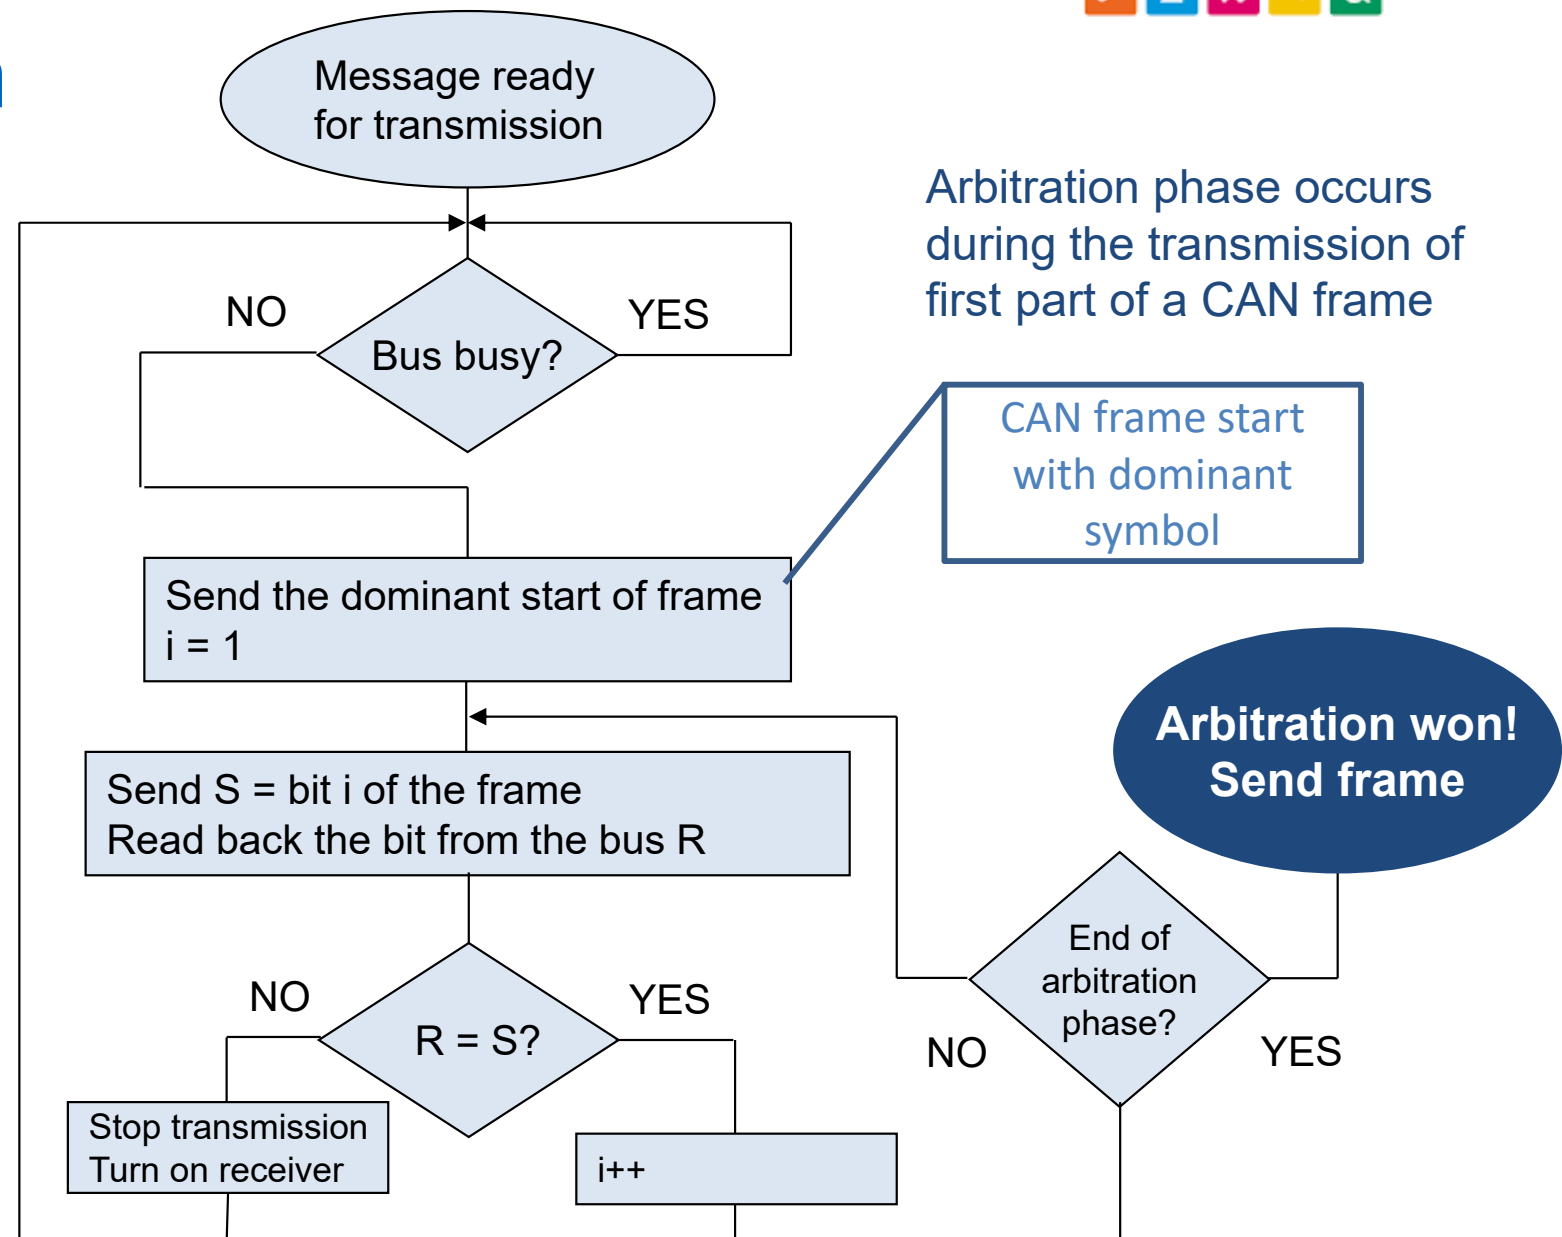 Message ready
for transmission
Arbitration phase occurs
during the transmission of
first part of a CAN frame
NO
YES
Bus busy?
CAN frame start
with dominant
symbol
Send the dominant start of frame
i = 1
Arbitration won!
Send frame
Send S = bit i of the frame
Read back the bit from the bus R
End of
arbitration
phase?
NO
YES
NO
YES
R = S?
Stop transmission
Turn on receiver
i++